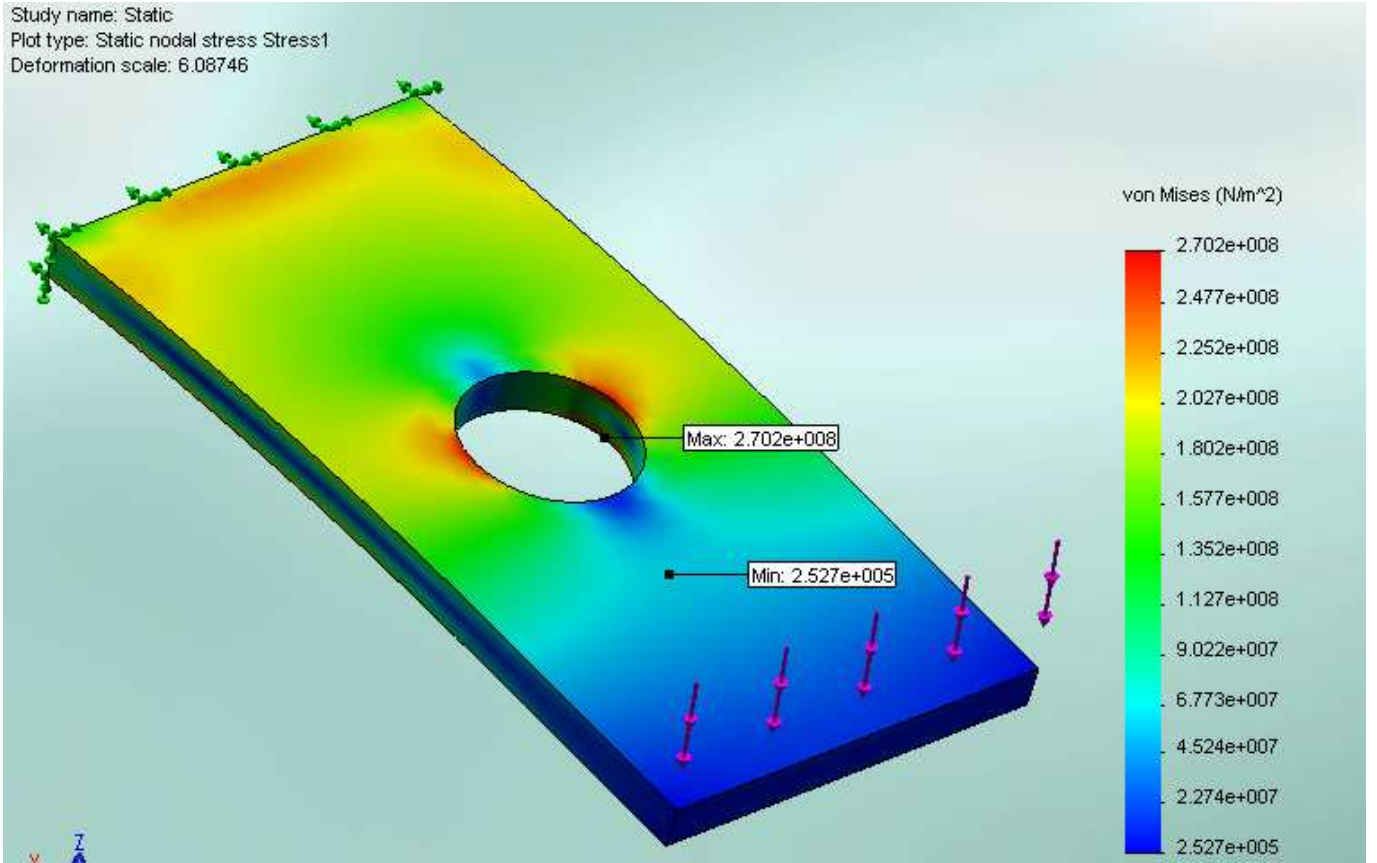 Study name: Static
Plot type: Static nodal stress Stress1
Deformation scale: 6.08746
von Mises (N/m^2)
2.702e+008
2.477e+008
2.252e+008
2.027e+008
1.802e+008
1.577e+008
1.352e+008
1.127e+008
9.022e+007
6.773e+007
4.524e+007
2.274e+007
2.527e+005
Max: 2.702e+008
Min: 2.527e+005
Z